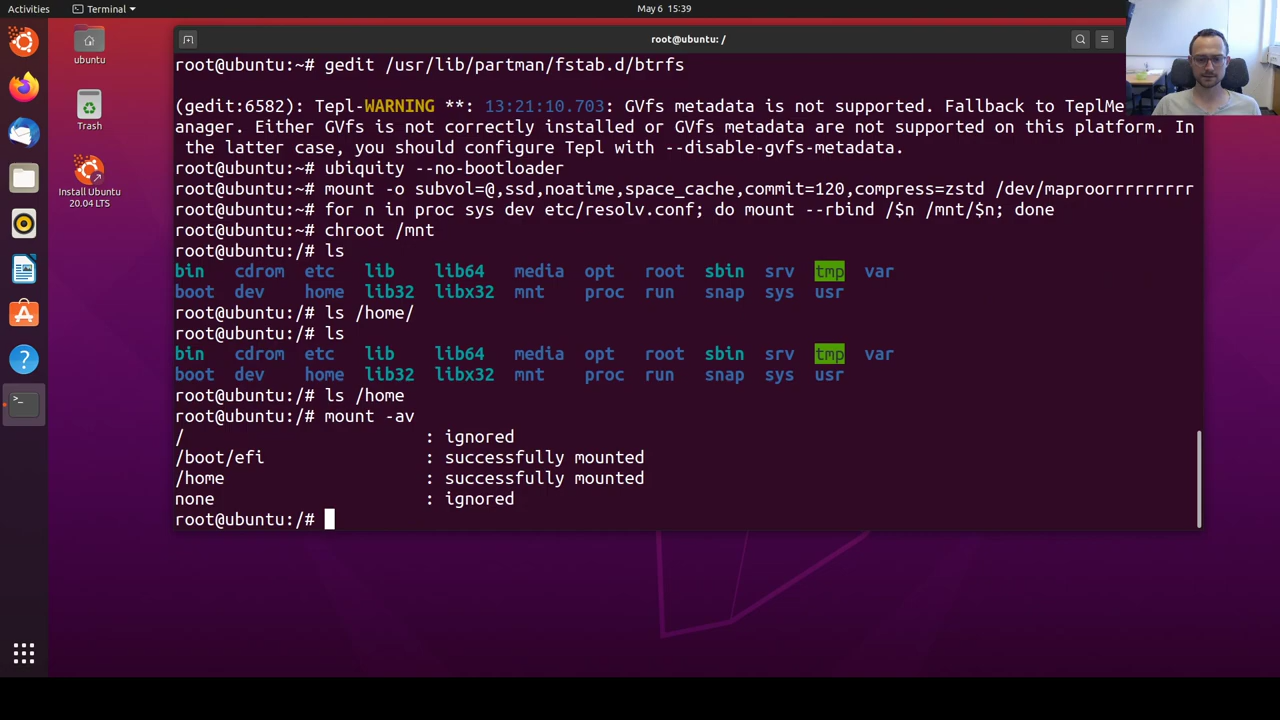 Activities
Terminal
May 6 15:39
ubuntu
Trash
Install Ubuntu
20.04 LTS
root@ubuntu: /
root@ubuntu:~# gedit /usr/lib/partman/fstab.d/btrfs
(gedit:6582): Tepl-WARNING **: 13:21:10.703: GVfs metadata is not supported. Fallback to TeplMe
anager. Either GVfs is not correctly installed or GVfs metadata are not supported on this platform. In
the latter case, you should configure Tepl with --disable-gvfs-metadata.
root@ubuntu:~# ubiquity --no-bootloader
root@ubuntu:~# mount -o subvol=@,ssd,noatime,space_cache,commit=120,compress=zstd /dev/maproorrrrrrrrr
root@ubuntu:~# for n in proc sys dev etc/resolv.conf; do mount --rbind /$n /mnt/$n; done
root@ubuntu:~# chroot /mnt
root@ubuntu:/# ls
bin cdrom etc lib lib64 media opt root sbin srv tmp var
boot dev home lib32 libx32 mnt proc run snap sys usr
root@ubuntu:/# ls /home/
root@ubuntu:/# ls
bin cdrom etc lib lib64 media opt root sbin srv tmp var
boot dev home lib32 libx32 mnt proc run snap sys usr
root@ubuntu:/# ls /home
root@ubuntu:/# mount -av
/ : ignored
/boot/efi : successfully mounted
/home : successfully mounted
none : ignored
root@ubuntu:/#